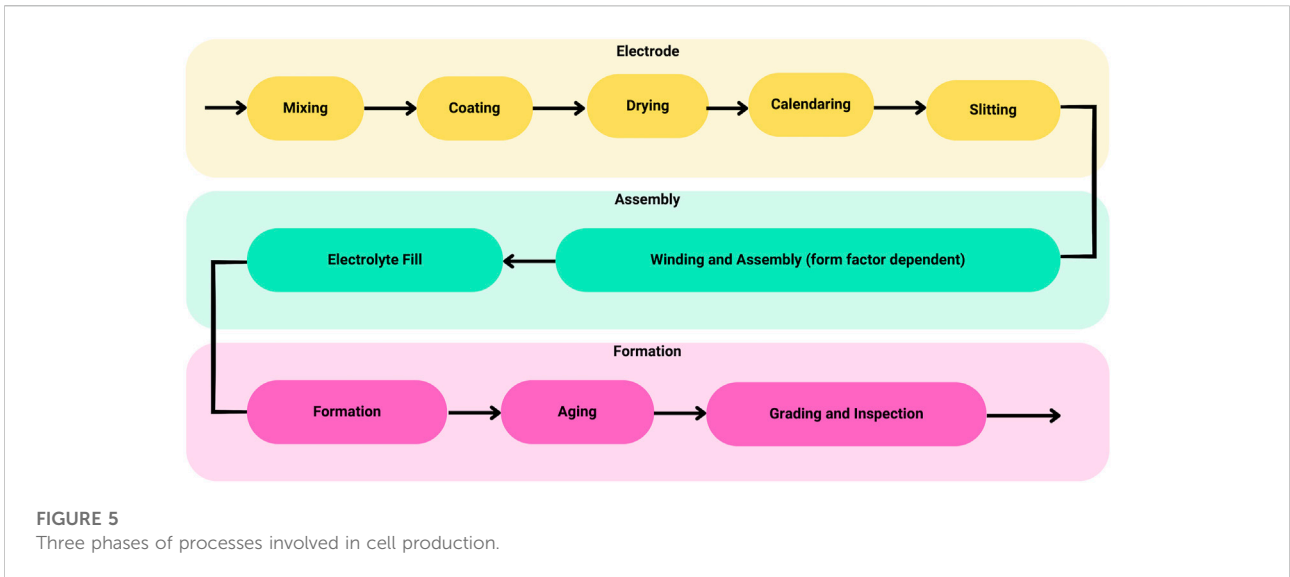 Electrode
Mixing
Coating
Drying
Calendaring
Slitting
Assembly
Electrolyte Fill
Winding and Assembly (form factor dependent)
Formation
Formation
Aging
Grading and Inspection
FIGURE 5
Three phases of processes involved in cell production.